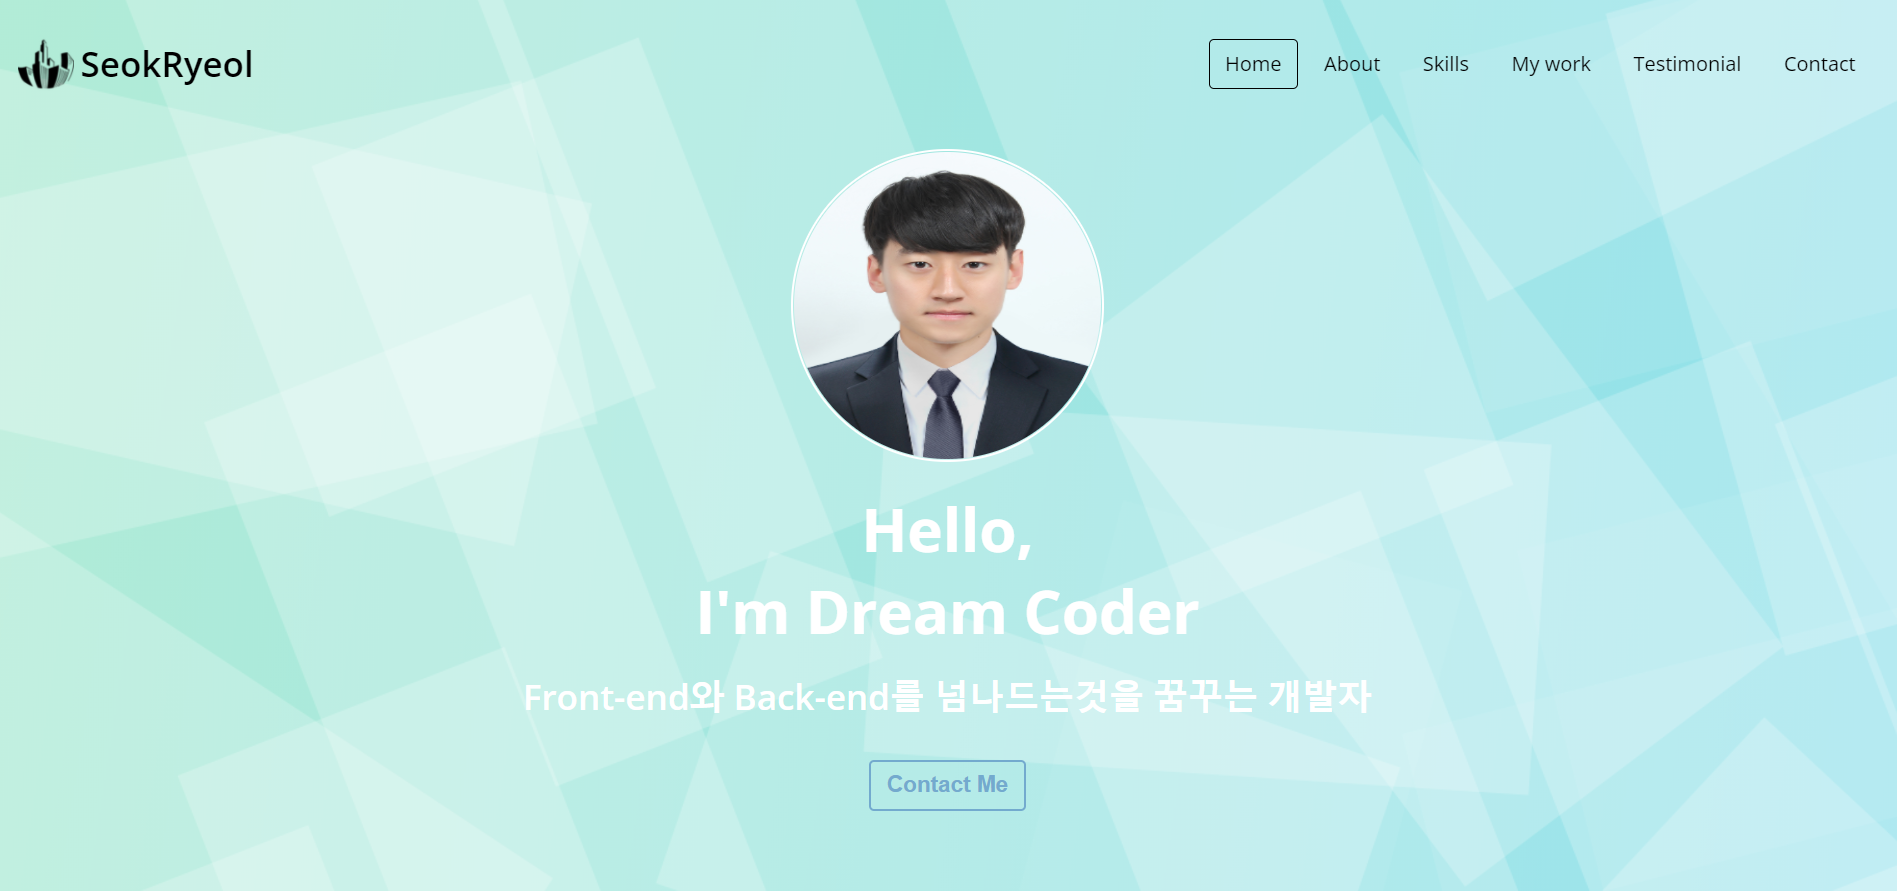 SeokRyeol
Home About Skills My work Testimonial Contact
Hello,
I'm Dream Coder
Front-end와 Back-end를 넘나드는것을 꿈꾸는 개발자
Contact Me